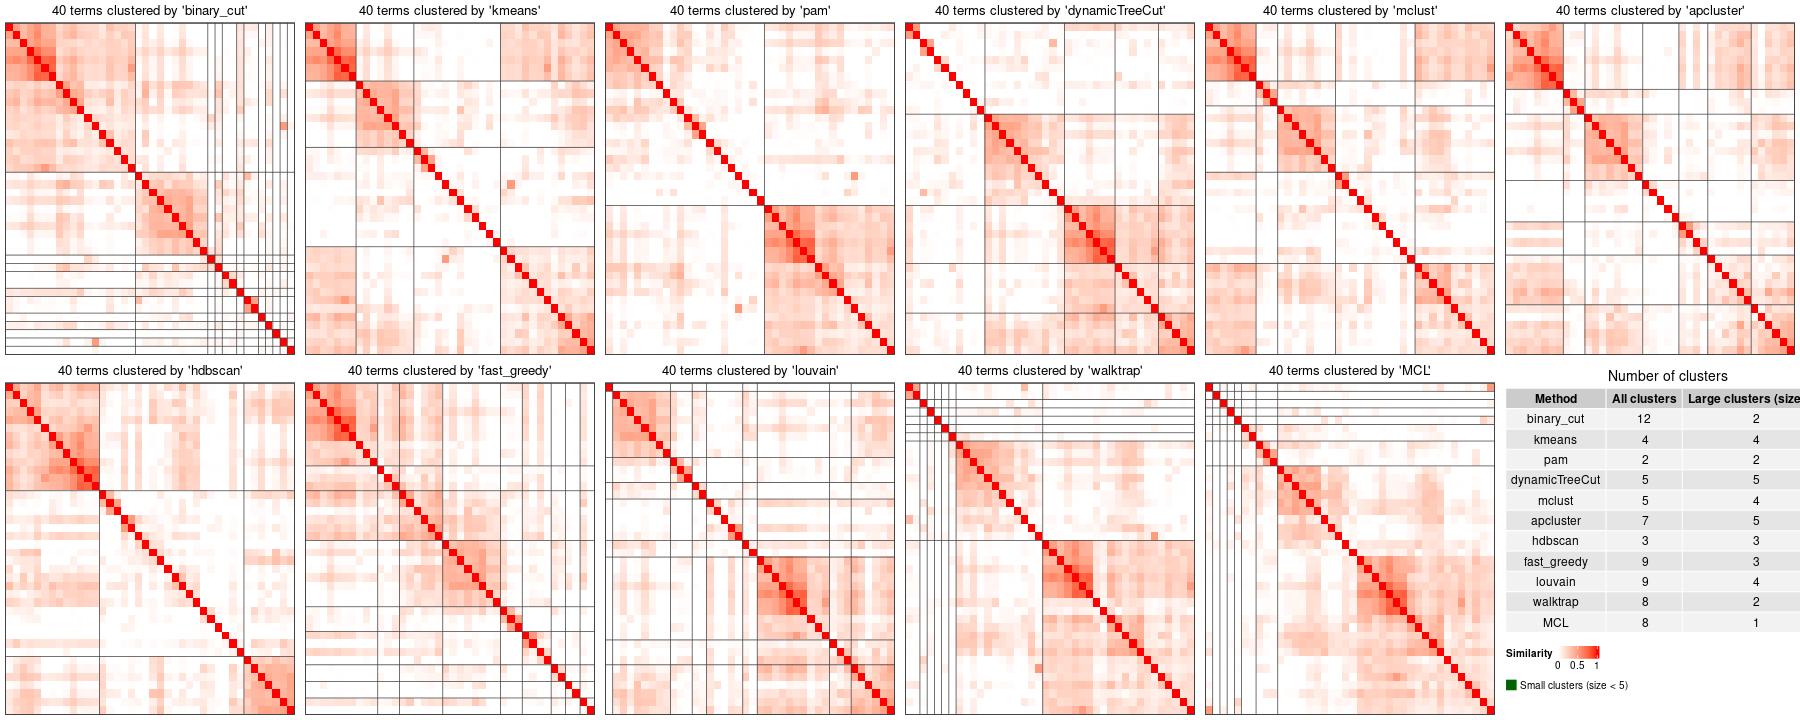 40 terms clustered by 'binary_cut'
40 terms clustered by 'kmeans'
40 terms clustered by 'pam'
40 terms clustered by 'dynamicTreeCut'
40 terms clustered by 'mclust'
40 terms clustered by 'apcluster'
40 terms clustered by 'hdbscan'
40 terms clustered by 'fast_greedy'
40 terms clustered by 'louvain'
40 terms clustered by 'walktrap'
40 terms clustered by 'MCL'
Number of clusters
Method All clusters Large clusters (size
binary_cut 12 2
kmeans 4 4
pam 2 2
dynamicTreeCut 5 5
mclust 5 4
apcluster 7 5
hdbscan 3 3
fast_greedy 9 3
louvain 9 4
walktrap 8 2
MCL 8 1
Similarity
0 0.5 1
Small clusters (size < 5)